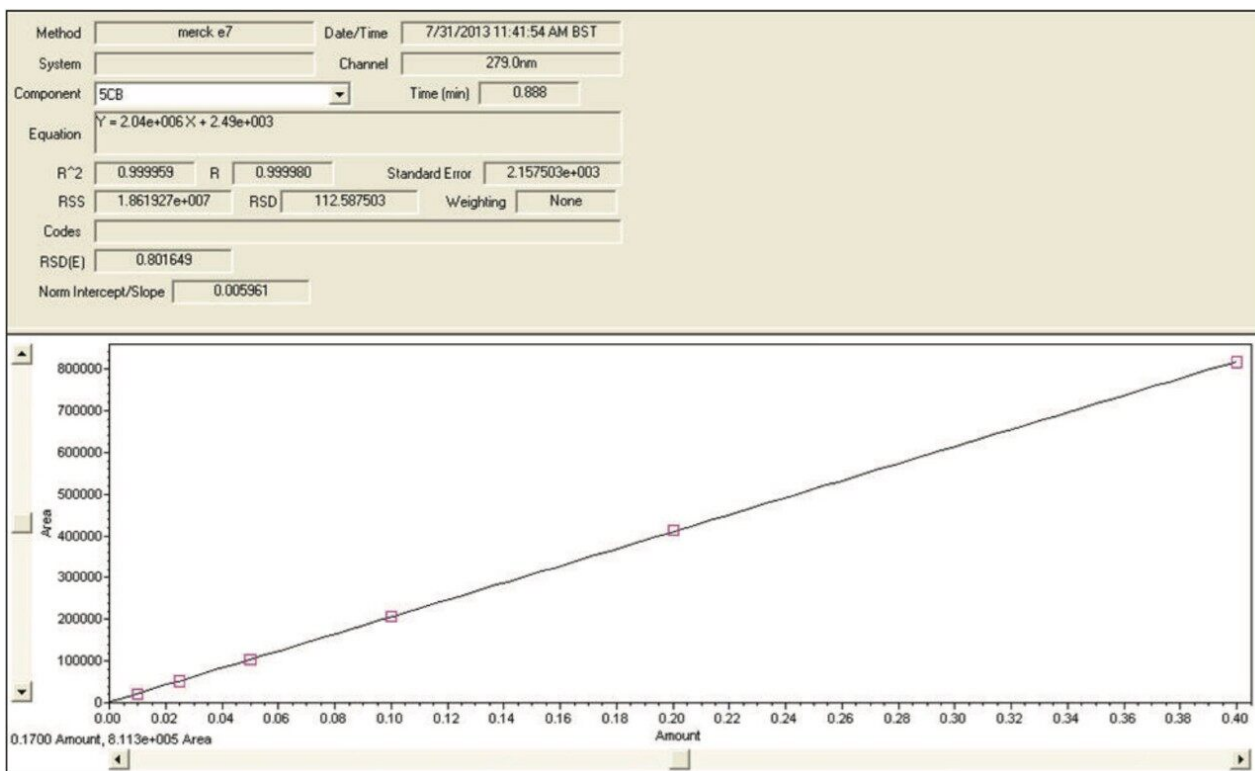 Method merck e7 Date/Time 7/31/2013 11:41:54 AM BST
System Channel 279.0nm
Component 5CB Time (min) 0.888
Equation Y = 2.04e+006 X + 2.49e+003
R^2 0.999959 R 0.999980 Standard Error 2.157503e+003
RSS 1.861927e+007 RSD 112.587503 Weighting None
Codes
RSD(E) 0.801649
Norm Intercept/Slope 0.005961
800000
700000
600000
500000
400000
300000
200000
100000
0
Area
0.00 0.02 0.04 0.06 0.08 0.10 0.12 0.14 0.16 0.18 0.20 0.22 0.24 0.26 0.28 0.30 0.32 0.34 0.36 0.38 0.40
Amount
0.1700 Amount, 8.113e+005 Area